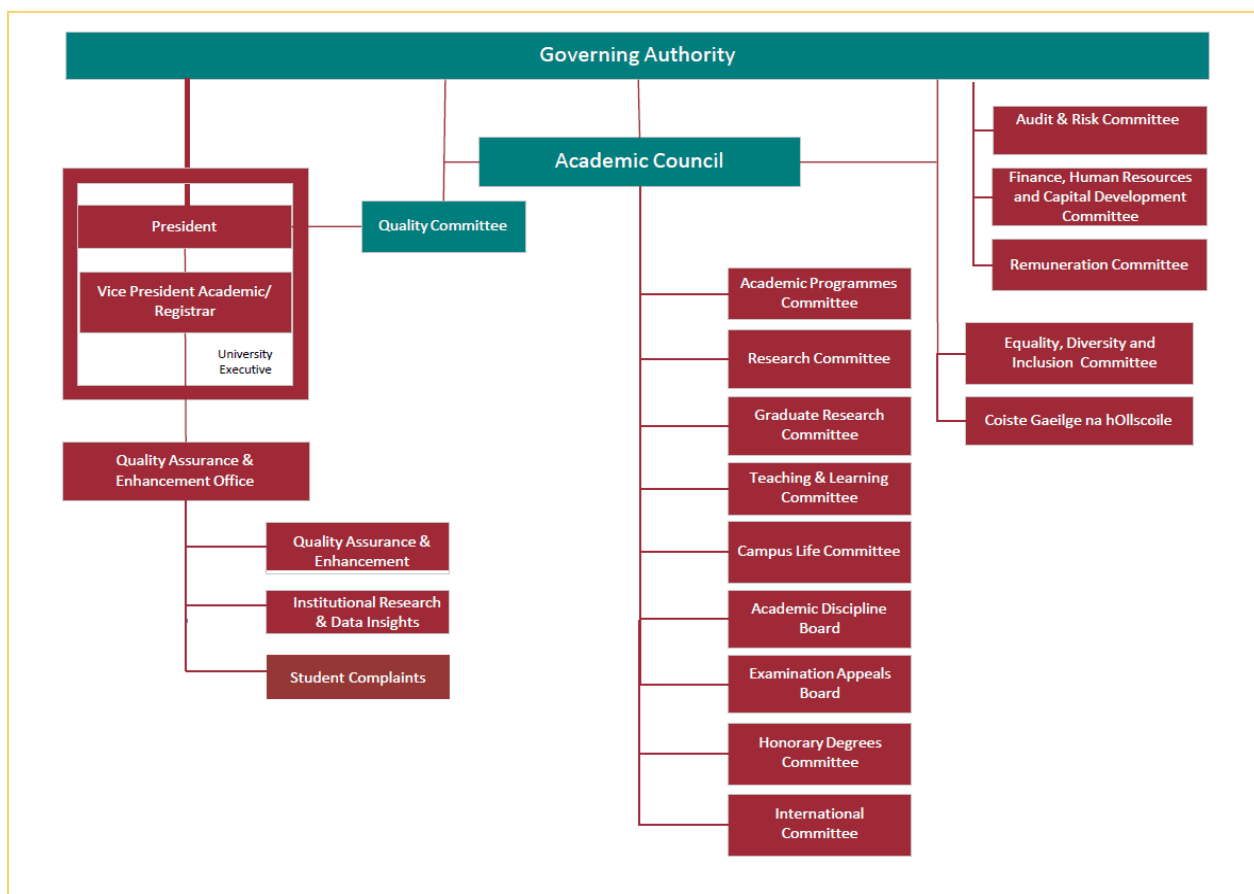 Governing Authority
Academic Council
Audit & Risk Committee
Finance, Human Resources
and Capital Development
Committee
Remuneration Committee
President
Quality Committee
Vice President Academic/
Registrar
University
Executive
Equality, Diversity and
Inclusion Committee
Coiste Gaeilge na hOllscoile
Quality Assurance &
Enhancement Office
Quality Assurance &
Enhancement
Institutional Research
& Data Insights
Student Complaints
Academic Programmes
Committee
Research Committee
Graduate Research
Committee
Teaching & Learning
Committee
Campus Life Committee
Academic Discipline
Board
Examination Appeals
Board
Honorary Degrees
Committee
International
Committee